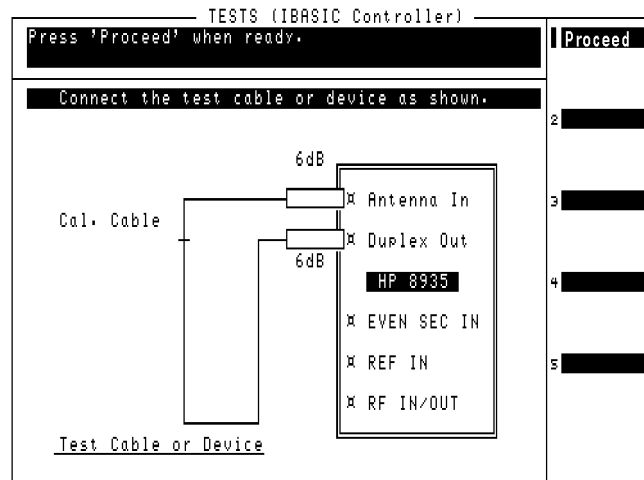 TESTS (IBASIC Controller)
Press 'Proceed' when ready.
Proceed
Connect the test cable or device as shown.
2
6dB
Antenna In
3
Cal. Cable
Duplex Out
6dB
HP 8935
4
EVEN SEC IN
REF IN
5
RF IN/OUT
Test Cable or Device